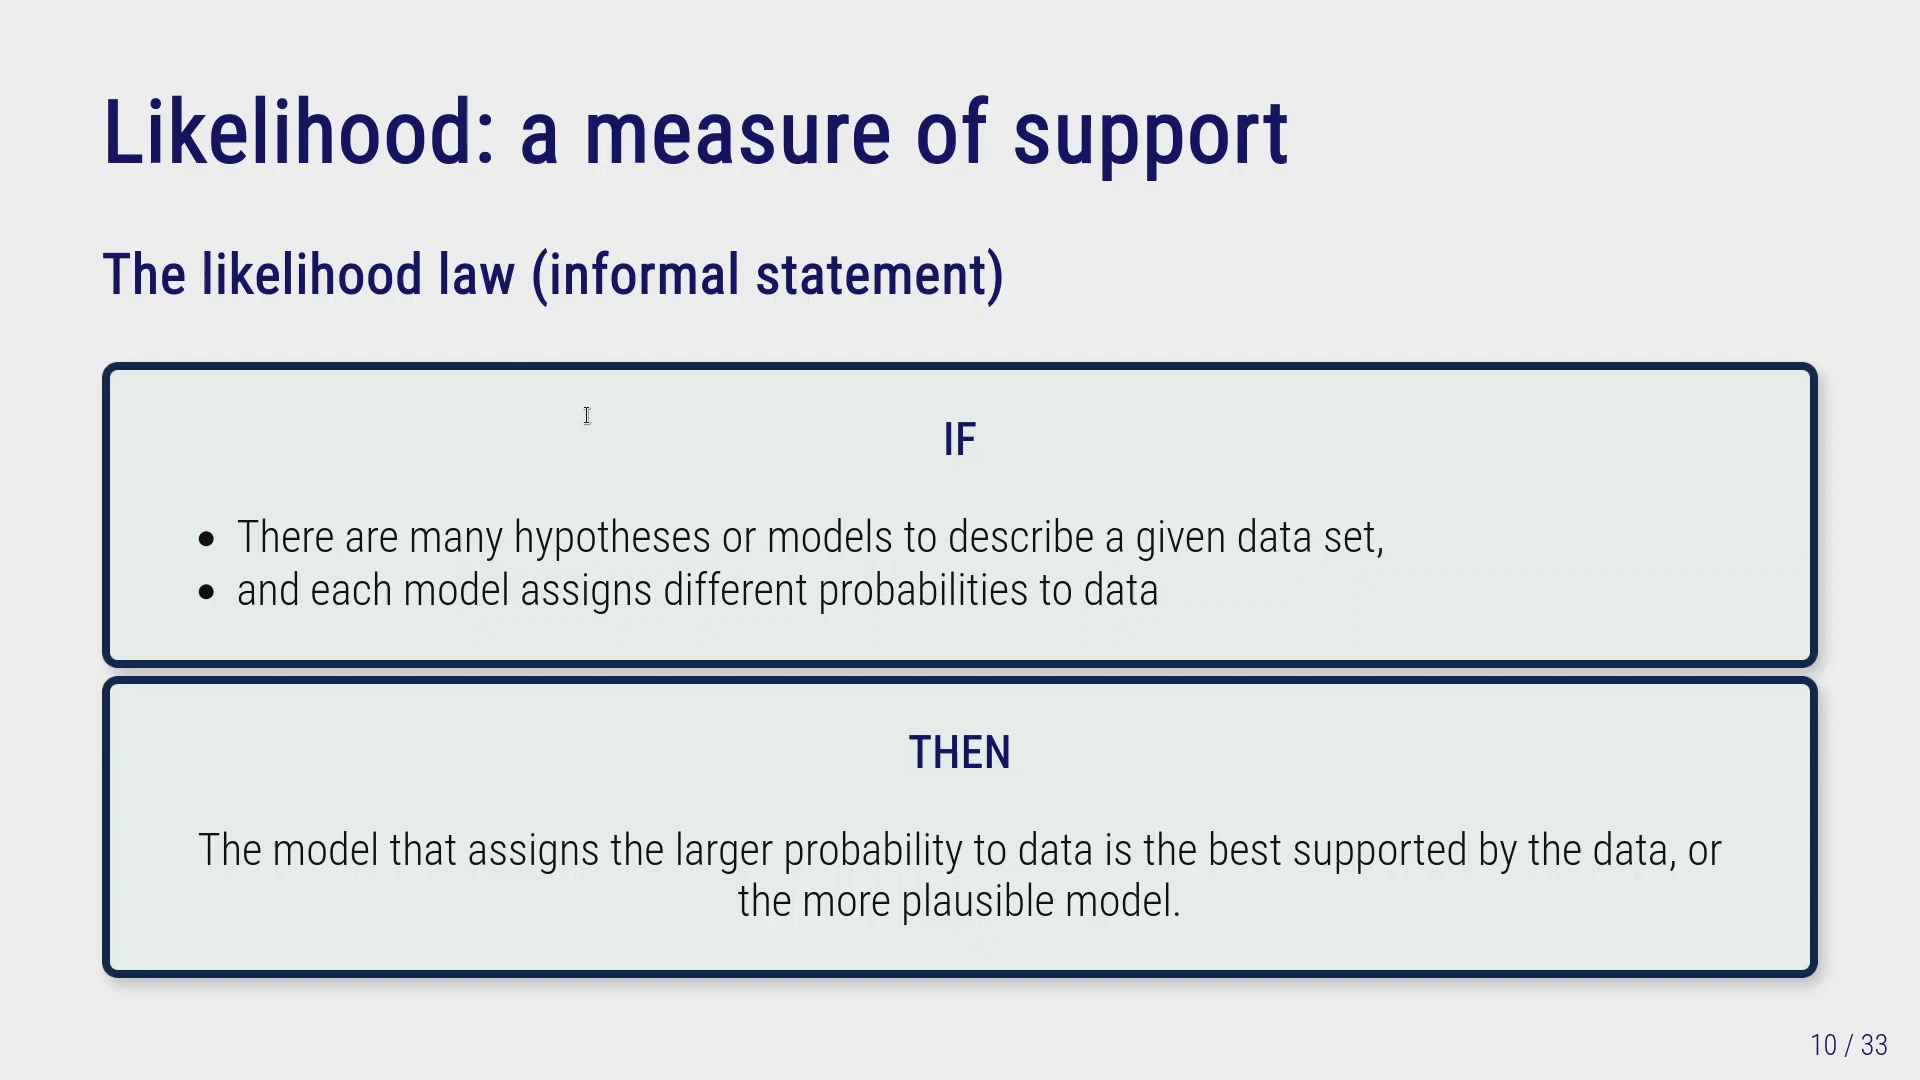 Likelihood: a measure of support
The likelihood law (informal statement)
IF
• There are many hypotheses or models to describe a given data set,
• and each model assigns different probabilities to data
THEN
The model that assigns the larger probability to data is the best supported by the data, or
the more plausible model.
10 / 33